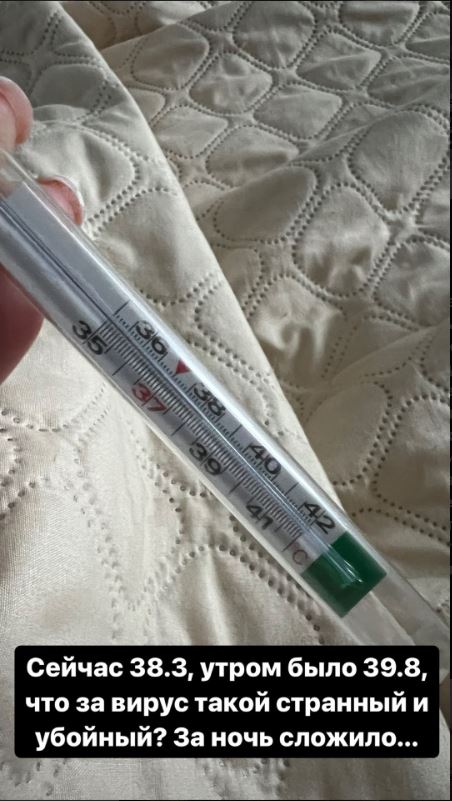 35 36 37 38 39 40 41 42 C
Сейчас 38.3, утром было 39.8,
что за вирус такой странный и
убойный? За ночь сложило...